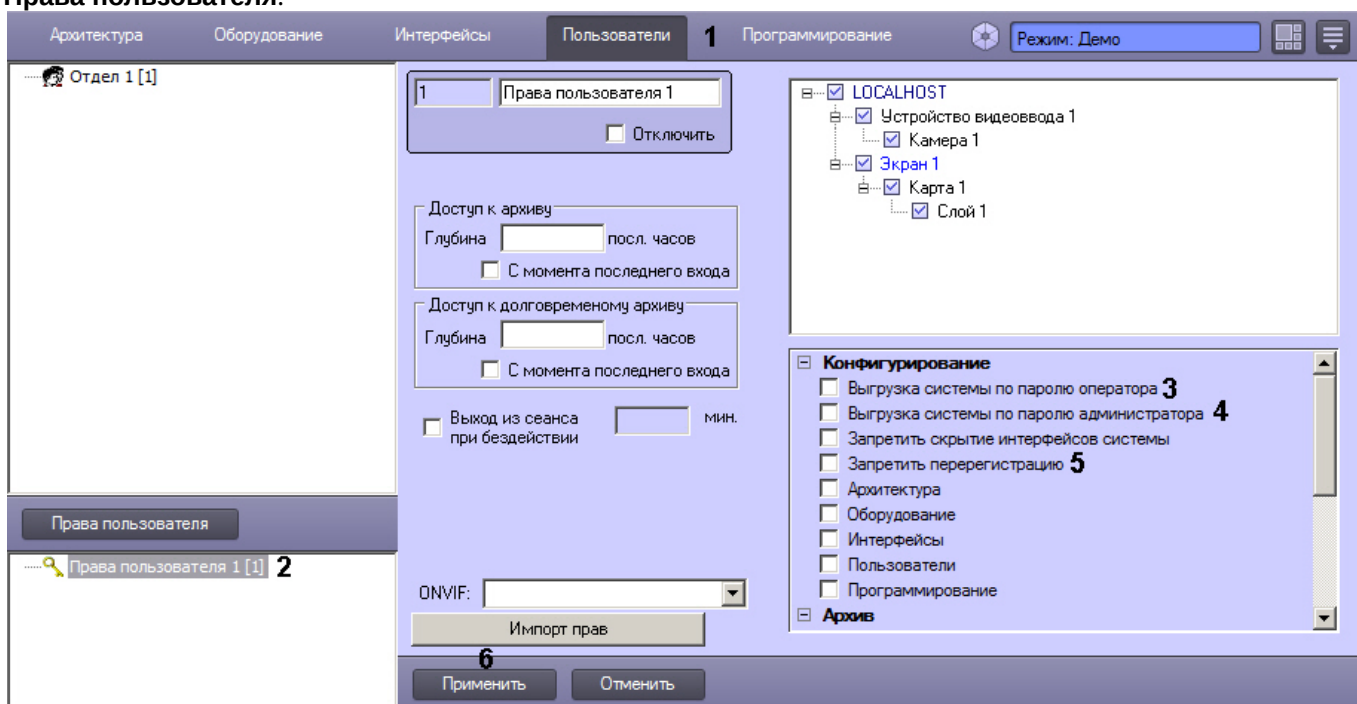 Права пользователя.
Архитектура Оборудование Интерфейсы Пользователи 1 Программирование Режим: Демо
Отдел 1 [1]
Права пользователя
Права пользователя 1 [1] 2
1 Права пользователя 1
Отключить
Доступ к архиву
Глубина посл. часов
С момента последнего входа
Доступ к долговременому архиву
Глубина посл. часов
С момента последнего входа
Выход из сеанса мин.
при бездействии
ONVIF:
Импорт прав
6
Применить Отменить
LOCALHOST
Устройство видеоввода 1
Камера 1
Экран 1
Карта 1
Слой 1
Конфигурирование
Выгрузка системы по паролю оператора 3
Выгрузка системы по паролю администратора 4
Запретить скрытие интерфейсов системы
Запретить перерегистрацию 5
Архитектура
Оборудование
Интерфейсы
Пользователи
Программирование
Архив